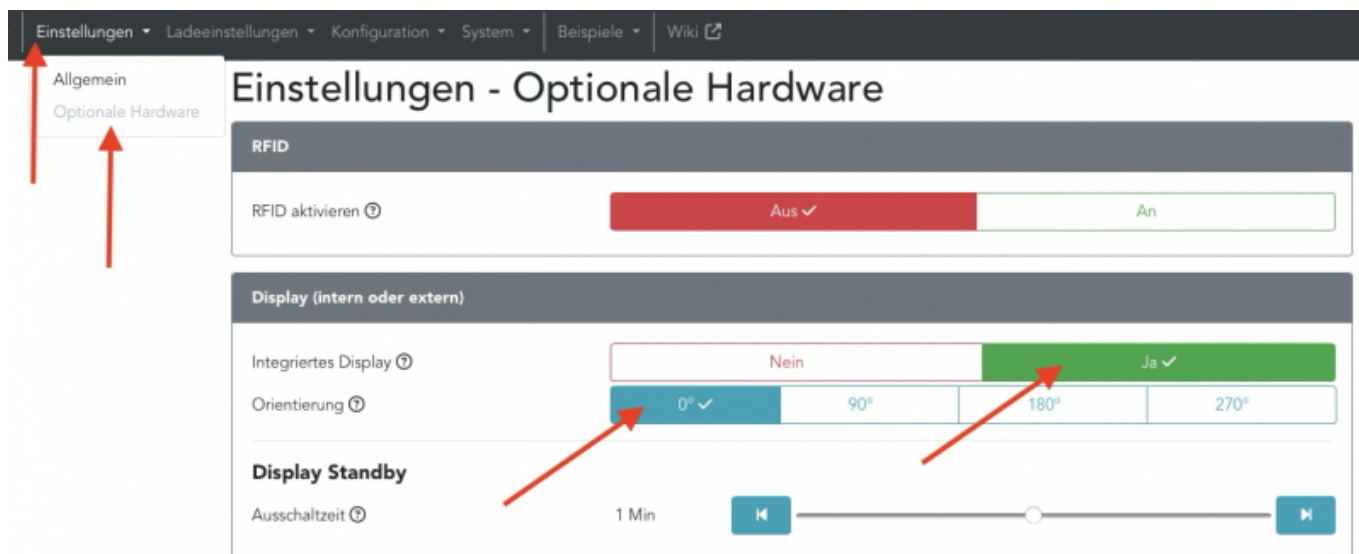 Einstellungen Ladeeinstellungen Konfiguration System Beispiele Wiki
Allgemein
Optionale Hardware
Einstellungen - Optionale Hardware
RFID
RFID aktivieren Aus An
Display (intern oder extern)
Integriertes Display Nein Ja
Orientierung 0° 90° 180° 270°
Display Standby
Ausschaltzeit 1 Min